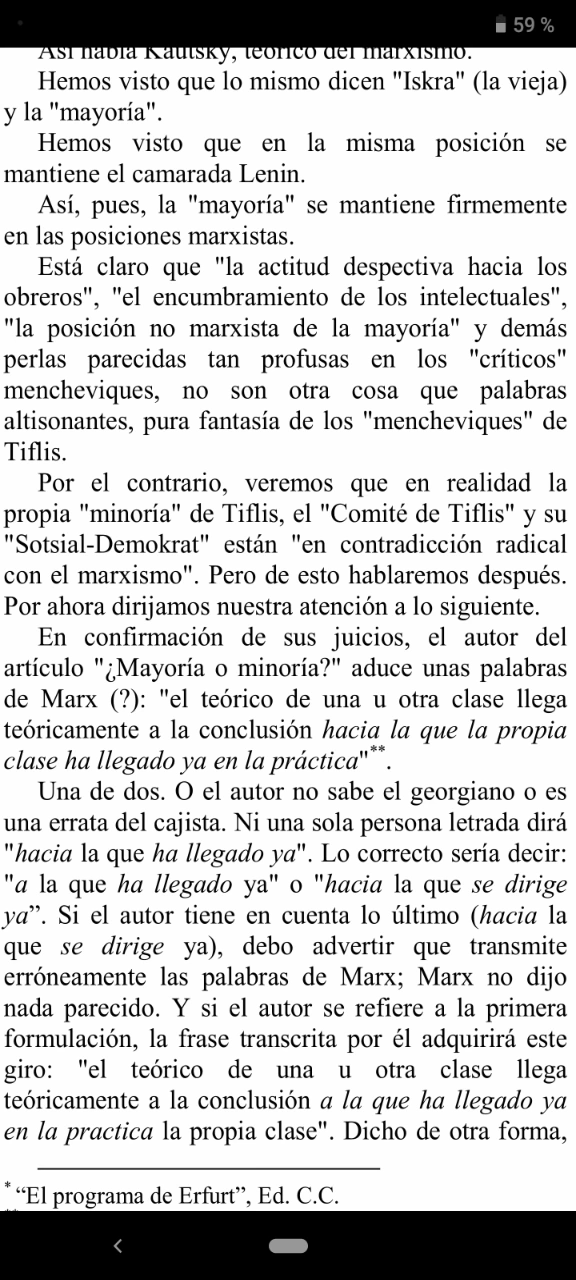 59 %
Así habla Kautsky, teórico del marxismo.
Hemos visto que lo mismo dicen "Iskra" (la vieja)
y la "mayoría".
Hemos visto que en la misma posición se
mantiene el camarada Lenin.
Así, pues, la "mayoría" se mantiene firmemente
en las posiciones marxistas.
Está claro que "la actitud despectiva hacia los
obreros", "el encumbramiento de los intelectuales",
"la posición no marxista de la mayoría" y demás
perlas parecidas tan profusas en los "críticos"
mencheviques, no son otra cosa que palabras
altisonantes, pura fantasía de los "mencheviques" de
Tiflis.
Por el contrario, veremos que en realidad la
propia "minoría" de Tiflis, el "Comité de Tiflis" y su
"Sotsial-Demokrat" están "en contradicción radical
con el marxismo". Pero de esto hablaremos después.
Por ahora dirijamos nuestra atención a lo siguiente.
En confirmación de sus juicios, el autor del
artículo "¿Mayoría o minoría?" aduce unas palabras
de Marx (?): "el teórico de una u otra clase llega
teóricamente a la conclusión hacia la que la propia
clase ha llegado ya en la práctica"**.
Una de dos. O el autor no sabe el georgiano o es
una errata del cajista. Ni una sola persona letrada dirá
"hacia la que ha llegado ya". Lo correcto sería decir:
"a la que ha llegado ya" o "hacia la que se dirige
ya”. Si el autor tiene en cuenta lo último (hacia la
que se dirige ya), debo advertir que transmite
erróneamente las palabras de Marx; Marx no dijo
nada parecido. Y si el autor se refiere a la primera
formulación, la frase transcrita por él adquirirá este
giro: "el teórico de una u otra clase llega
teóricamente a la conclusión a la que ha llegado ya
en la practica la propia clase". Dicho de otra forma,
* “El programa de Erfurt”, Ed. C.C.
**